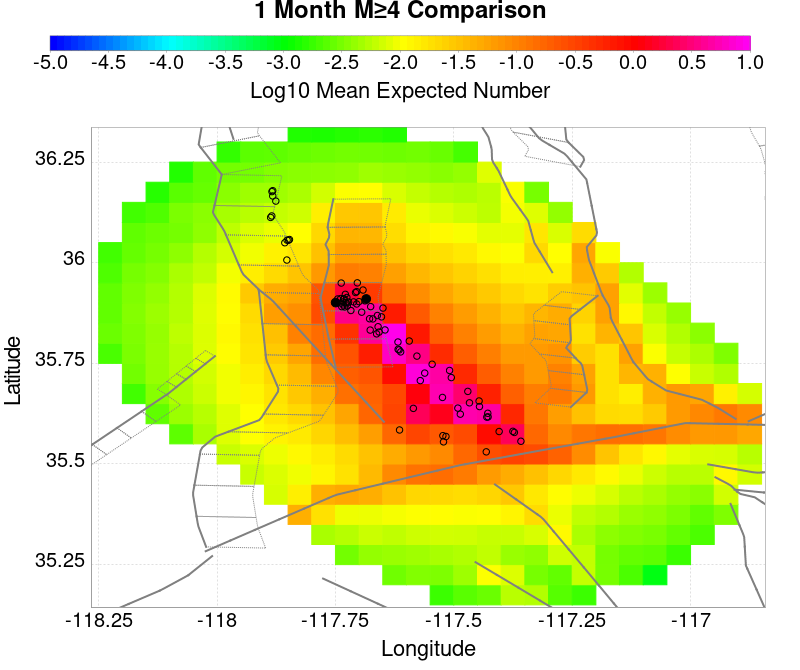 1 Month M≥4 Comparison
-5.0 -4.5 -4.0 -3.5 -3.0 -2.5 -2.0 -1.5 -1.0 -0.5 0.0 0.5 1.0
Log10 Mean Expected Number
36.25
36
35.75
35.5
35.25
Latitude
-118.25 -118 -117.75 -117.5 -117.25 -117
Longitude